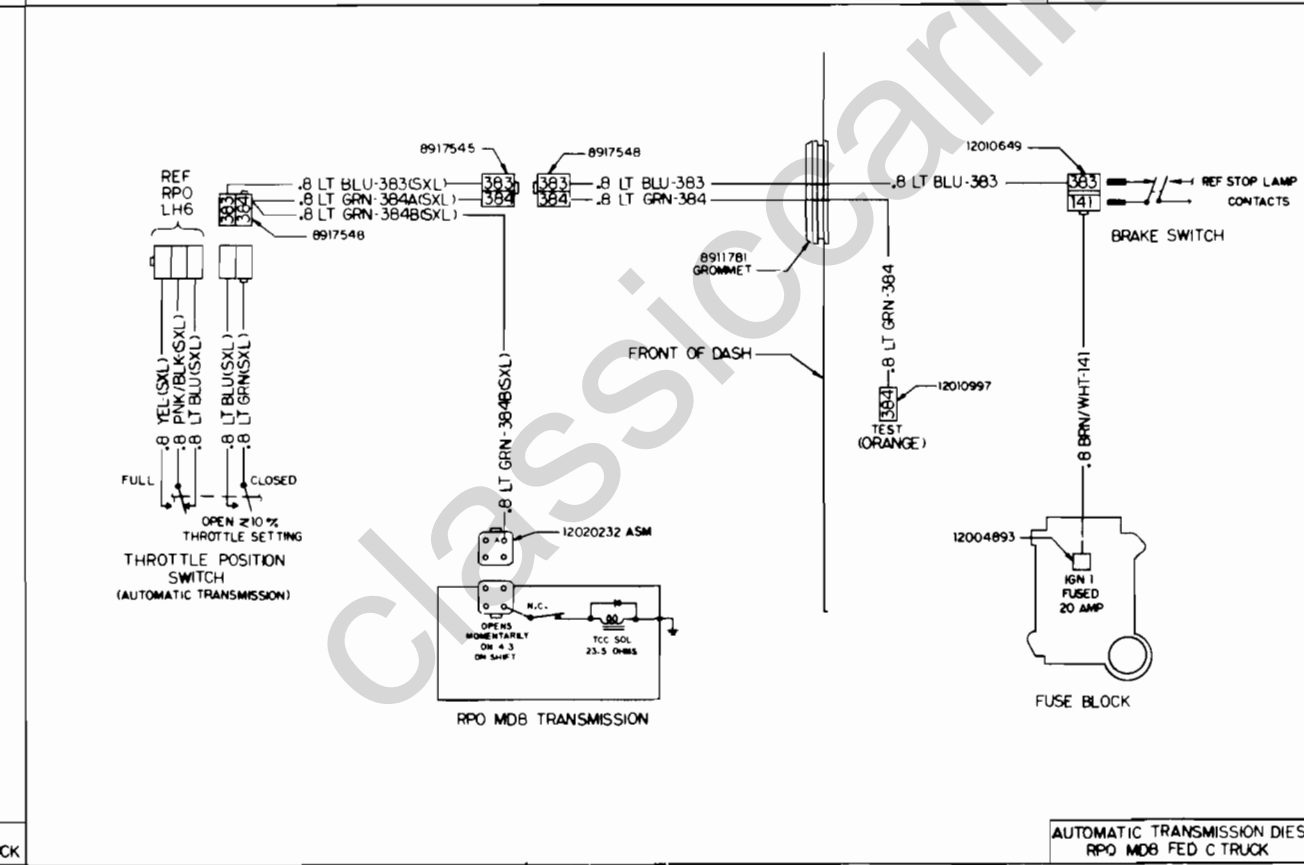 8917545
8917548
12010649
REF
RPO
LH6
383
384
.8 LT BLU-383(SXL)
.8 LT GRN-384A(SXL)
.8 LT GRN-384B(SXL)
383
384
383
384
.8 LT BLU-383
.8 LT GRN-384
.8 LT BLU-383
383
141
REF STOP LAMP
CONTACTS
BRAKE SWITCH
8917548
8911781
GROMMET
.8 YEL-(SXL)
.8 PNK/BLK-(SXL)
.8 LT BLU(SXL)
.8 LT BLU(SXL)
.8 LT GRN(SXL)
.8 LT GRN-384B(SXL)
FRONT OF DASH
.8 LT GRN-384
384
12010997
TEST
(ORANGE)
.8 BRN/WHT-141
FULL
CLOSED
OPEN ≥10 %
THROTTLE SETTING
THROTTLE POSITION
SWITCH
(AUTOMATIC TRANSMISSION)
A
12020232 ASM
N.C.
OPENS
MOMENTARILY
ON 4 3
DN SHIFT
TCC SOL
23.5 OHMS
RPO MD8 TRANSMISSION
12004893
IGN 1
FUSED
20 AMP
FUSE BLOCK
CK
AUTOMATIC TRANSMISSION DIES
RPO MD8 FED C TRUCK
classiccarm